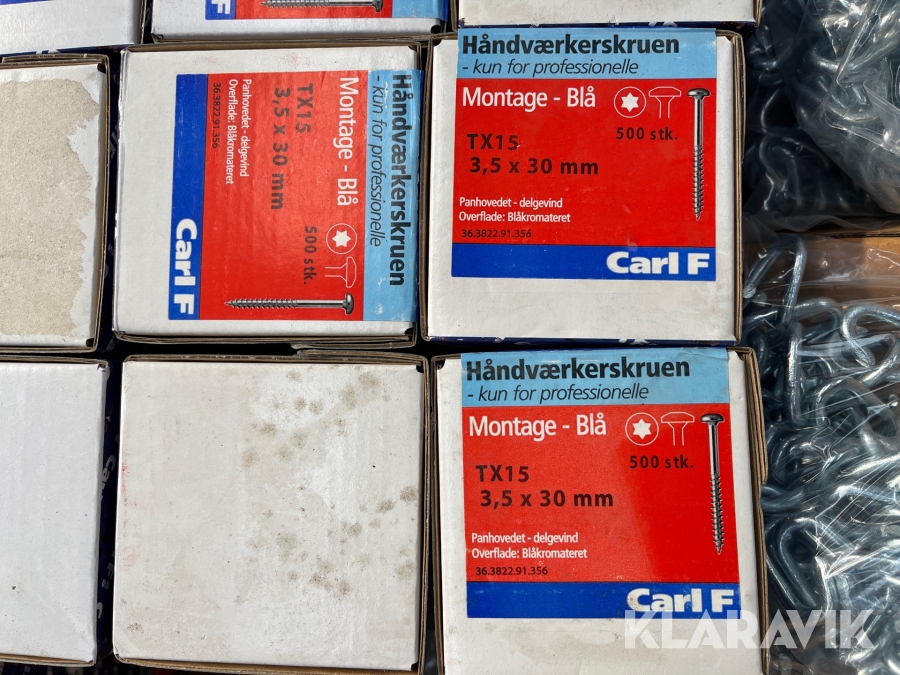 Håndværkerskruen
- kun for professionelle
Montage - Blå
TX15
3,5 x 30 mm
500 stk.
Panhovedet - delgevind
Overflade: Blåkromateret
36.3822.91.356
Carl F
Håndværkerskruen
- kun for professionelle
Montage - Blå
500 stk.
TX15
3,5 x 30 mm
Panhovedet - delgevind
Overflade: Blåkromateret
36.3822.91.356
Carl F
Håndværkerskruen
- kun for professionelle
Montage - Blå
500 stk.
TX15
3,5 x 30 mm
Panhovedet - delgevind
Overflade: Blåkromateret
36.3822.91.356
Carl F
KLARAVIK